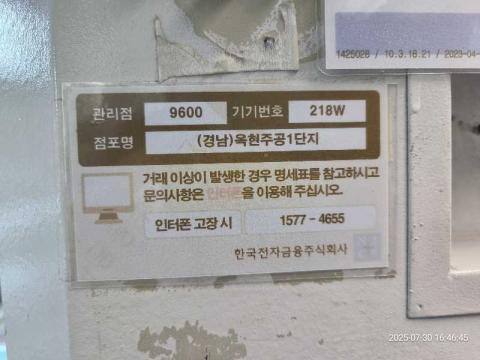 1425028 / 10.3.16.21 / 2023-04-
관리점 9600 기기번호 218W
점포명 (경남)옥현주공1단지
거래 이상이 발생한 경우 명세표를 참고하시고
문의사항은 인터폰을 이용해 주십시오.
인터폰 고장 시 1577 - 4655
한국전자금융주식회사
2025-07-30 16:46:45